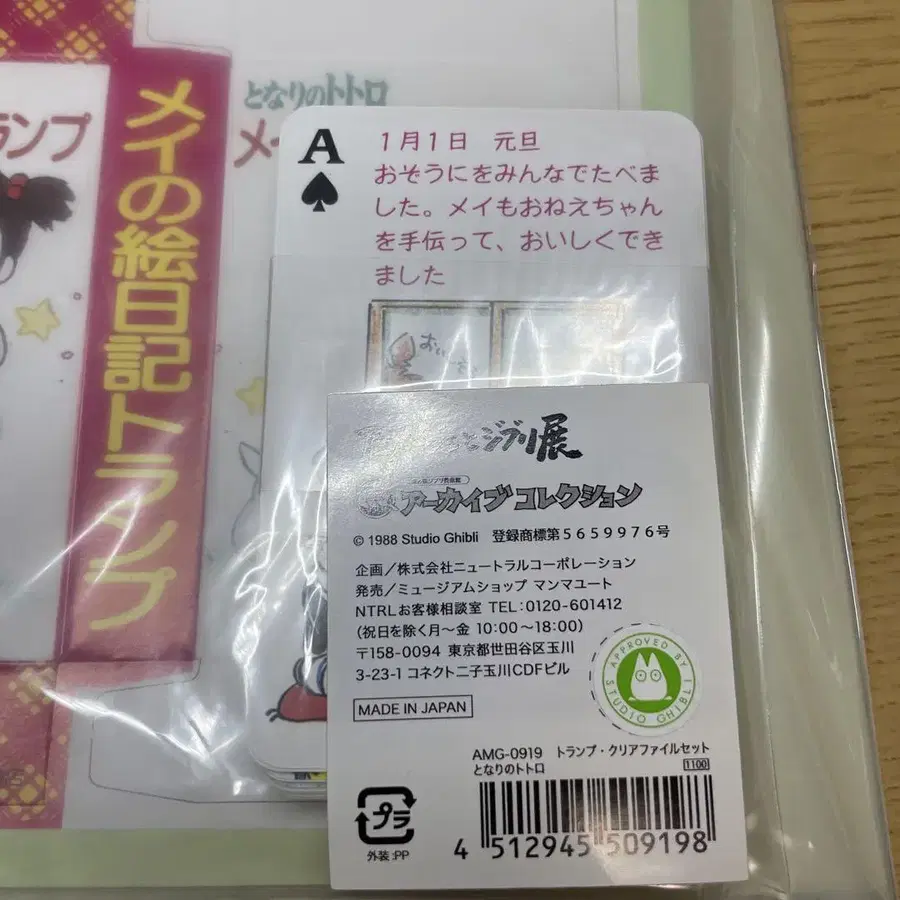 ランプ
メイの絵日記トランプ
となりのトトロ
メ
A
1月1日 元旦
おぞうにをみんなでたべま
した。メイもおねえちゃん
を手伝って、おいしくでき
ました
ジブリ展
アーカイブコレクション
© 1988 Studio Ghibli 登録商標第5659976号
企画/株式会社ニュートラルコーポレーション
発売/ミュージアムショップ マンマユート
NTRLお客様相談室 TEL:0120-601412
(祝日を除く月〜金 10:00〜18:00)
〒158-0094 東京都世田谷区玉川
3-23-1 コネクト二子玉川CDFビル
APPROVED BY
STUDIO GHIBLI
MADE IN JAPAN
AMG-0919 トランプ・クリアファイルセット
となりのトトロ 1100
プラ
外装:PP
4 512945 509198